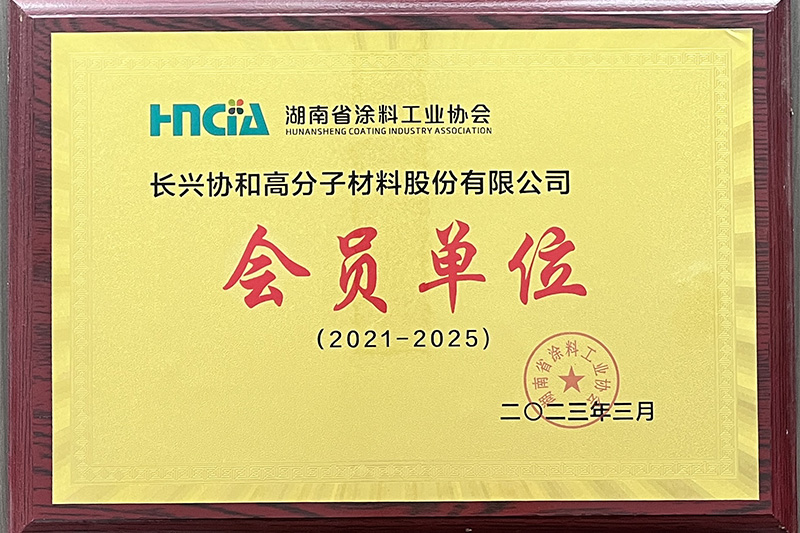 HNCIA 湖南省涂料工业协会
HUNANSHENG COATING INDUSTRY ASSOCIATION
长兴协和高分子材料股份有限公司
会员单位
(2021-2025)
湖南省涂料工业协会
二〇二三年三月